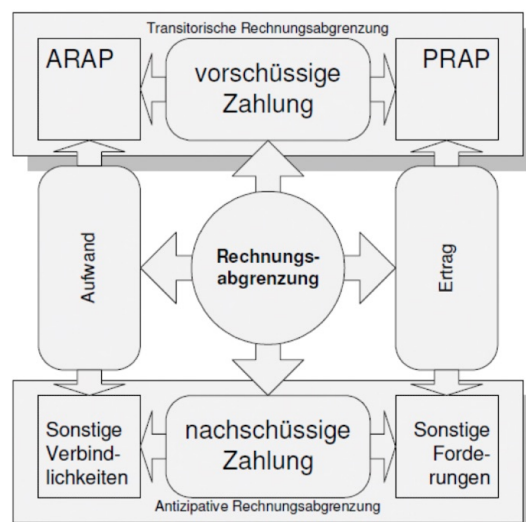 Transitorische Rechnungsabgrenzung
ARAP
vorschüssige
Zahlung
PRAP
Aufwand
Rechnungs-
abgrenzung
Ertrag
Sonstige
Verbind-
lichkeiten
nachschüssige
Zahlung
Sonstige
Forde-
rungen
Antizipative Rechnungsabgrenzung